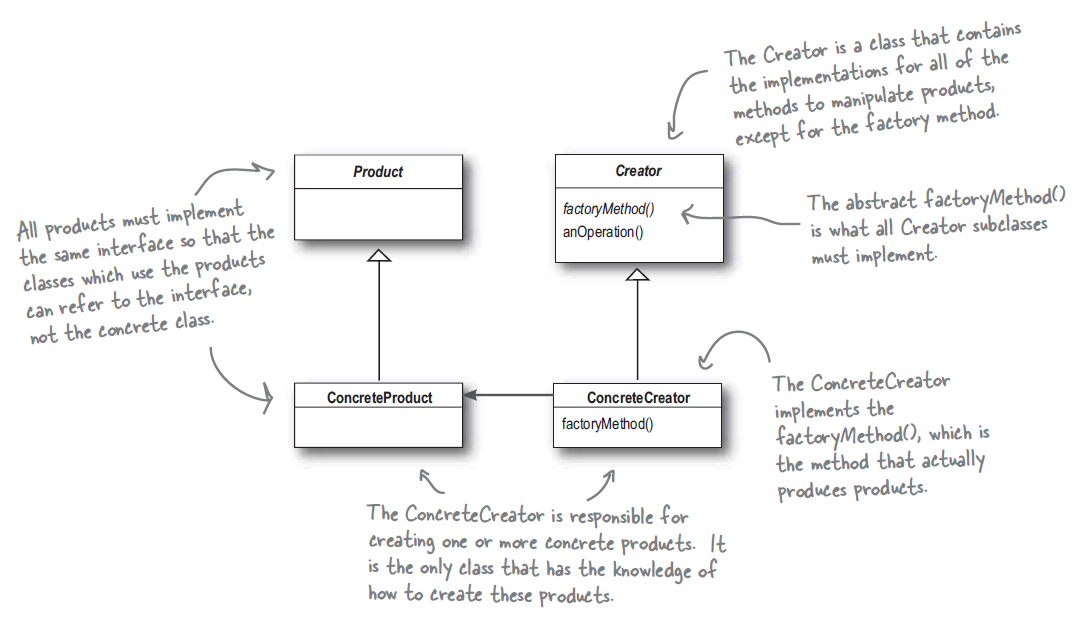 The Creator is a class that contains
the implementations for all of the
methods to manipulate products,
except for the factory method.
Product
Creator
factoryMethod()
anOperation()
The abstract factoryMethod()
is what all Creator subclasses
must implement.
All products must implement
the same interface so that the
classes which use the products
can refer to the interface,
not the concrete class.
ConcreteProduct
ConcreteCreator
factoryMethod()
The ConcreteCreator
implements the
factoryMethod(), which is
the method that actually
produces products.
The ConcreteCreator is responsible for
creating one or more concrete products. It
is the only class that has the knowledge of
how to create these products.